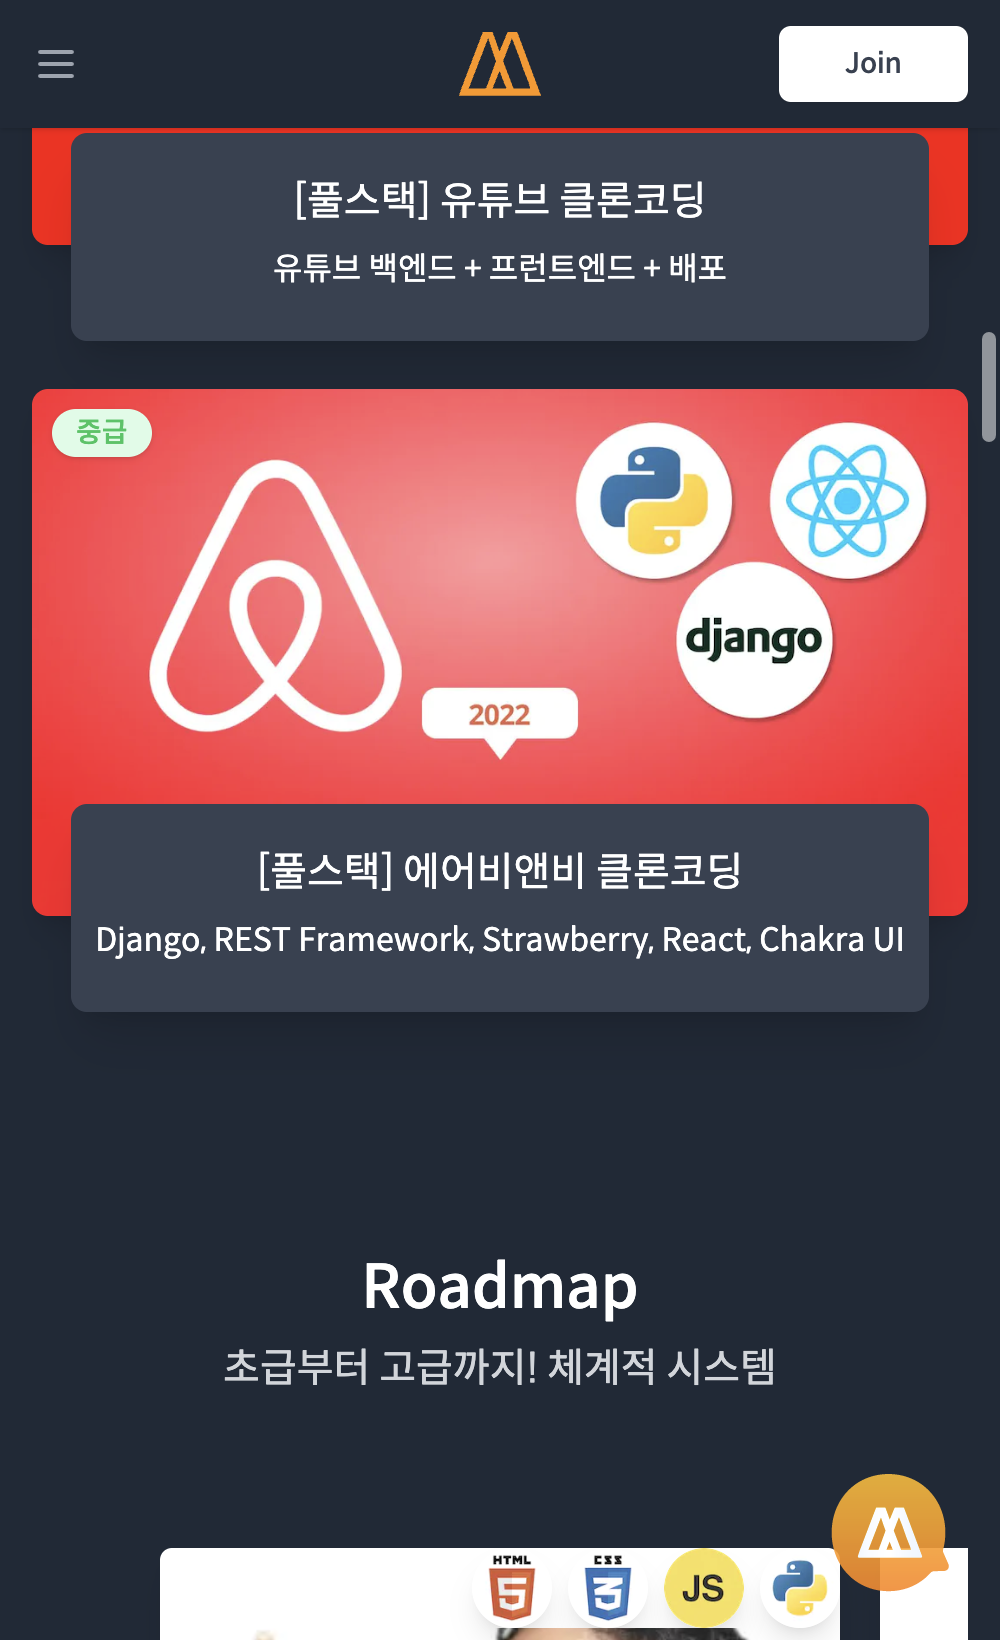 Join
[풀스택] 유튜브 클론코딩
유튜브 백엔드 + 프런트엔드 + 배포
중급
django
2022
[풀스택] 에어비앤비 클론코딩
Django, REST Framework, Strawberry, React, Chakra UI
Roadmap
초급부터 고급까지! 체계적 시스템
HTML CSS
5 3 JS